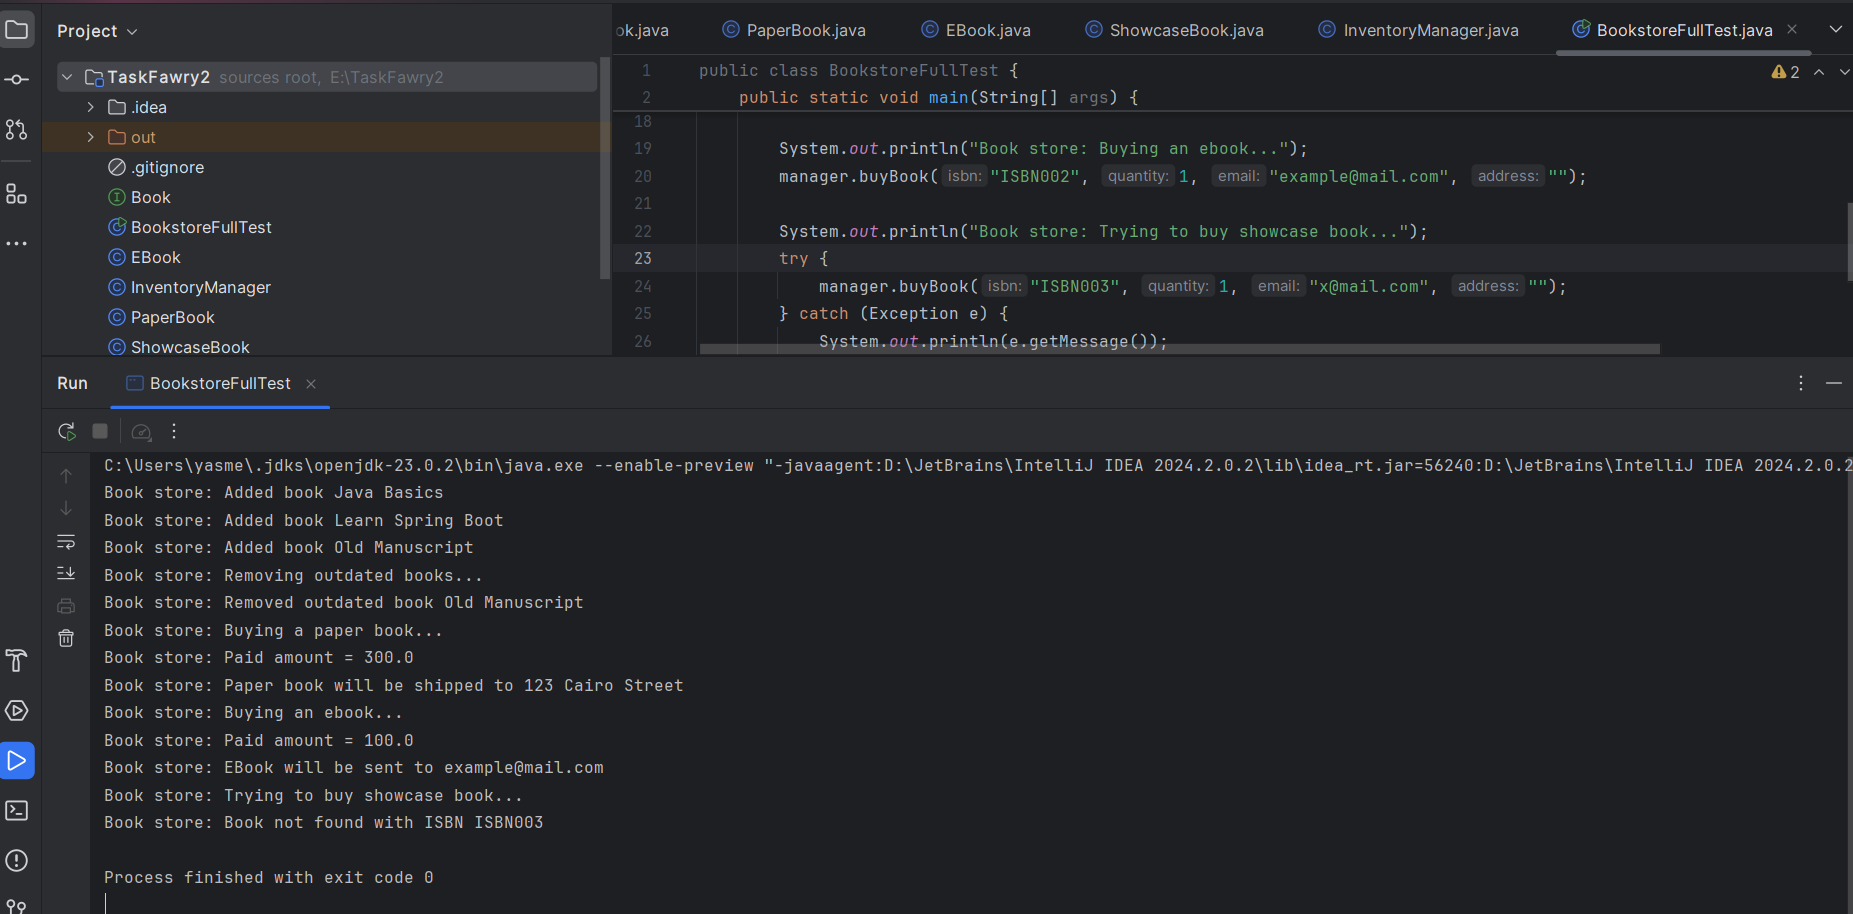 Project
TaskFawry2 sources root, E:\TaskFawry2
.idea
out
.gitignore
Book
BookstoreFullTest
EBook
InventoryManager
PaperBook
ShowcaseBook
ok.java PaperBook.java EBook.java ShowcaseBook.java InventoryManager.java BookstoreFullTest.java
1 public class BookstoreFullTest { 2
2 public static void main(String[] args) {
18
19 System.out.println("Book store: Buying an ebook...");
20 manager.buyBook( isbn: "ISBN002", quantity: 1, email: "example@mail.com", address: "");
21
22 System.out.println("Book store: Trying to buy showcase book...");
23 try {
24 manager.buyBook( isbn: "ISBN003", quantity: 1, email: "x@mail.com", address: "");
25 } catch (Exception e) {
26 System.out.println(e.getMessage());
Run BookstoreFullTest
C:\Users\yasme\.jdks\openjdk-23.0.2\bin\java.exe --enable-preview "-javaagent:D:\JetBrains\IntelliJ IDEA 2024.2.0.2\lib\idea_rt.jar=56240:D:\JetBrains\IntelliJ IDEA 2024.2.0.2
Book store: Added book Java Basics
Book store: Added book Learn Spring Boot
Book store: Added book Old Manuscript
Book store: Removing outdated books...
Book store: Removed outdated book Old Manuscript
Book store: Buying a paper book...
Book store: Paid amount = 300.0
Book store: Paper book will be shipped to 123 Cairo Street
Book store: Buying an ebook...
Book store: Paid amount = 100.0
Book store: EBook will be sent to example@mail.com
Book store: Trying to buy showcase book...
Book store: Book not found with ISBN ISBN003
Process finished with exit code 0